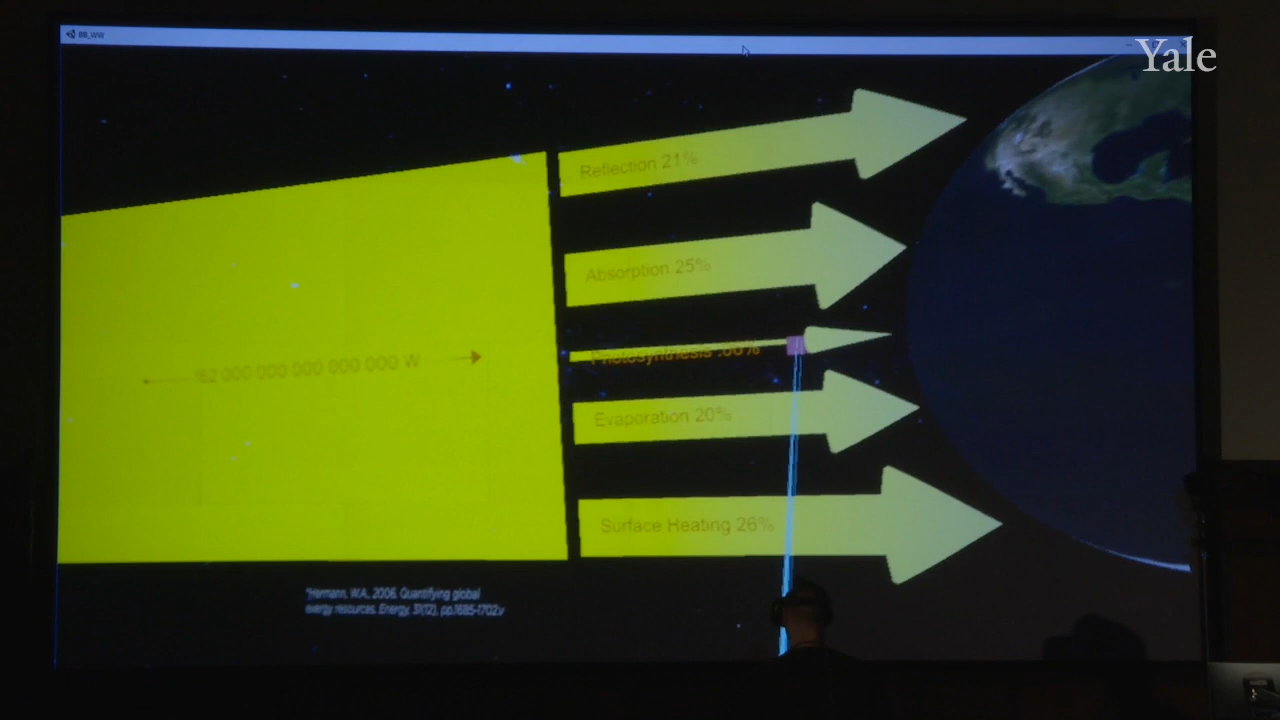 BB_WW
Yale
Reflection 21%
Absorption 25%
Photosynthesis .06%
162 000 000 000 000 000 W
Evaporation 20%
Surface Heating 26%
*Hermann, W.A., 2006. Quantifying global
exergy resources. Energy, 31(12), pp.1685-1702.